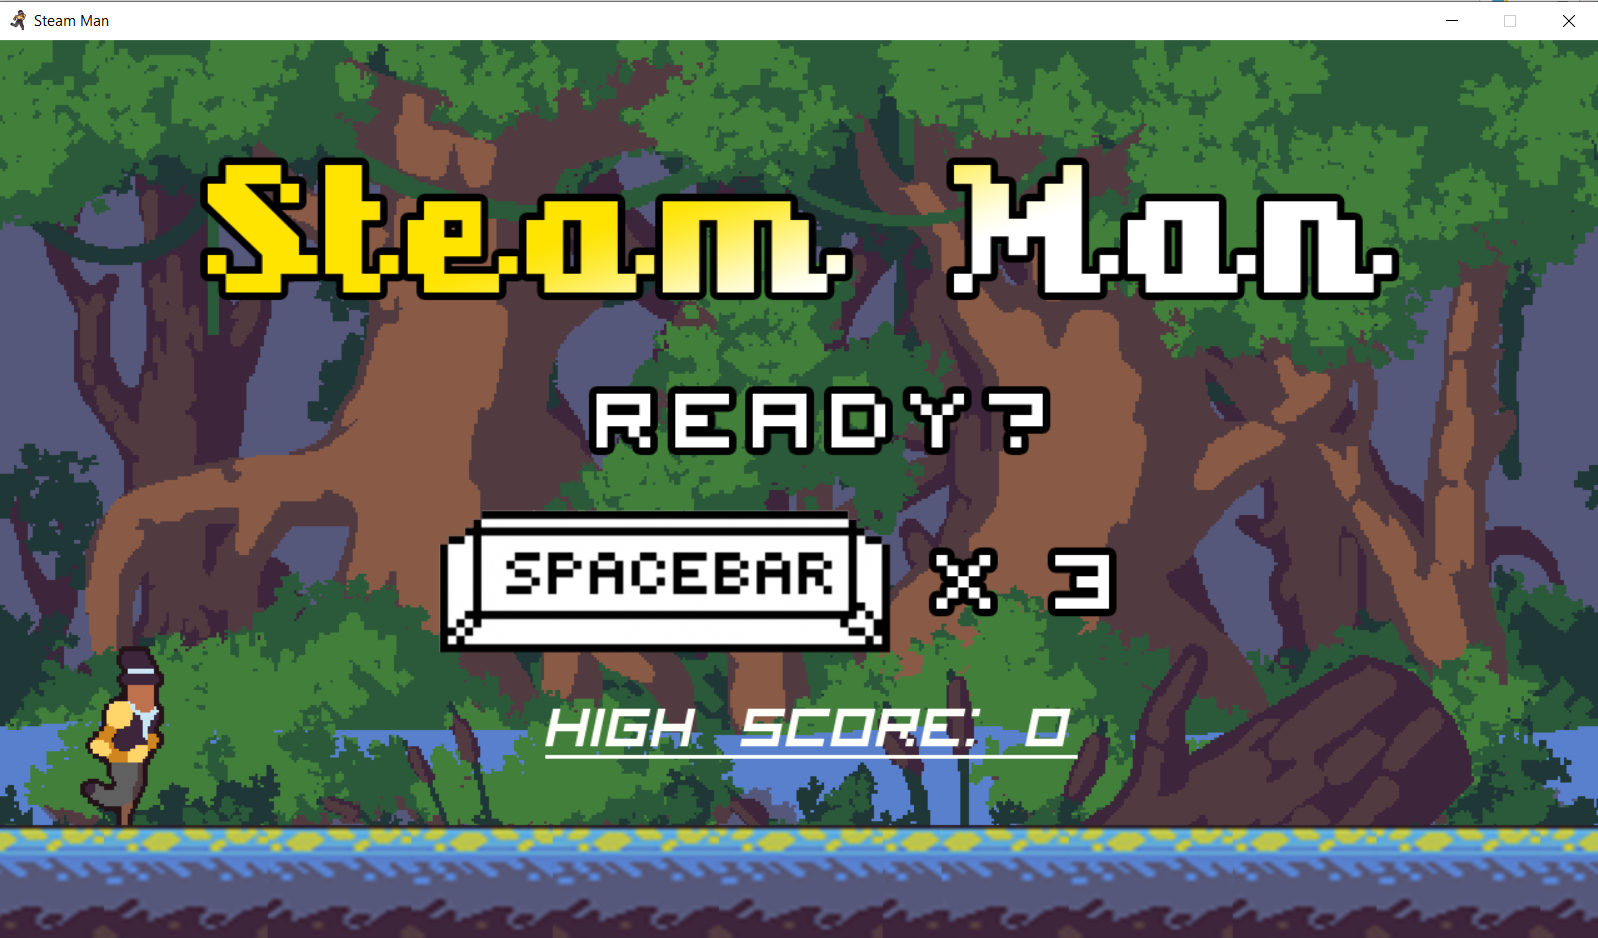 Steam Man
Steam Man
READY?
SPACEBAR x 3
HIGH SCORE: 0